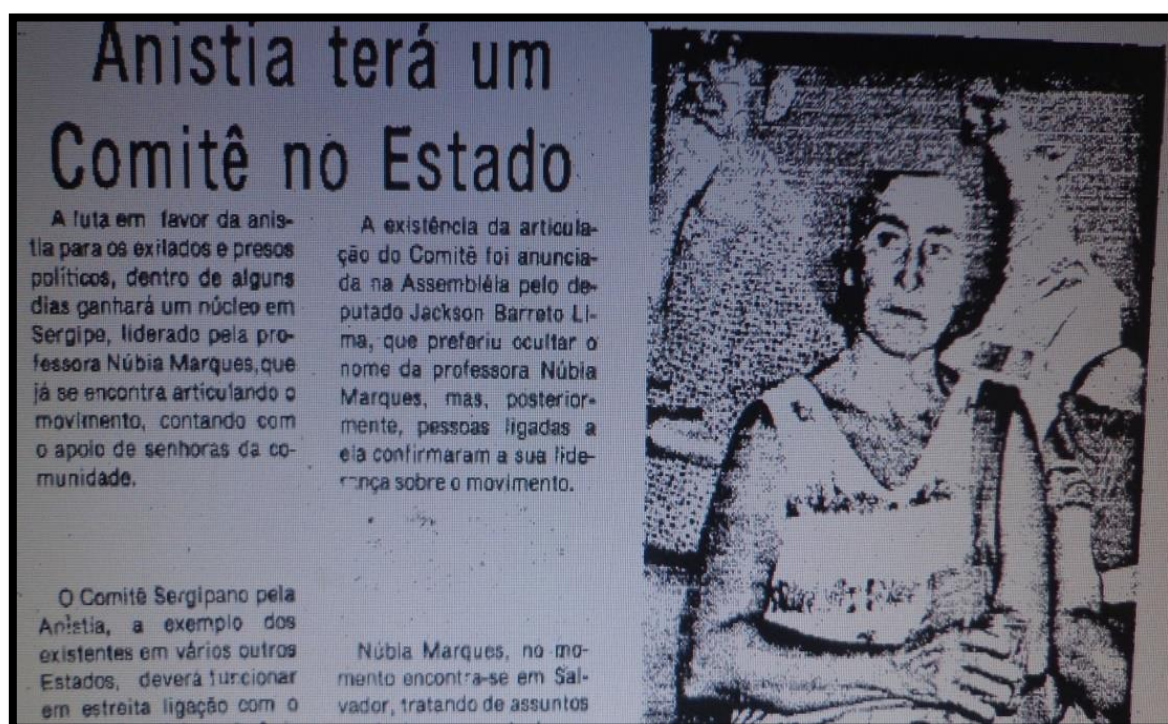 Anistia terá um
Comitê no Estado
A luta em favor da anis-
tia para os exilados e presos
políticos, dentro de alguns
dias ganhará um núcleo em
Sergipe, liderado pela pro-
fessora Núbia Marques, que
já se encontra articulando o
movimento, contando com
o apoio de senhoras da co-
munidade.
O Comitê Sergipano pela
Anistia, a exemplo dos
existentes em vários outros
Estados, deverá funcionar
em estreita ligação com o
A existência da articula-
ção do Comitê foi anuncia-
da na Assembléia pelo de-
putado Jackson Barreto Li-
ma, que preferiu ocultar o
nome da professora Núbia
Marques, mas, posterior-
mente, pessoas ligadas a
ela confirmaram a sua lide-
rança sobre o movimento.
Núbia Marques, no mo-
mento encontra-se em Sal-
vador, tratando de assuntos